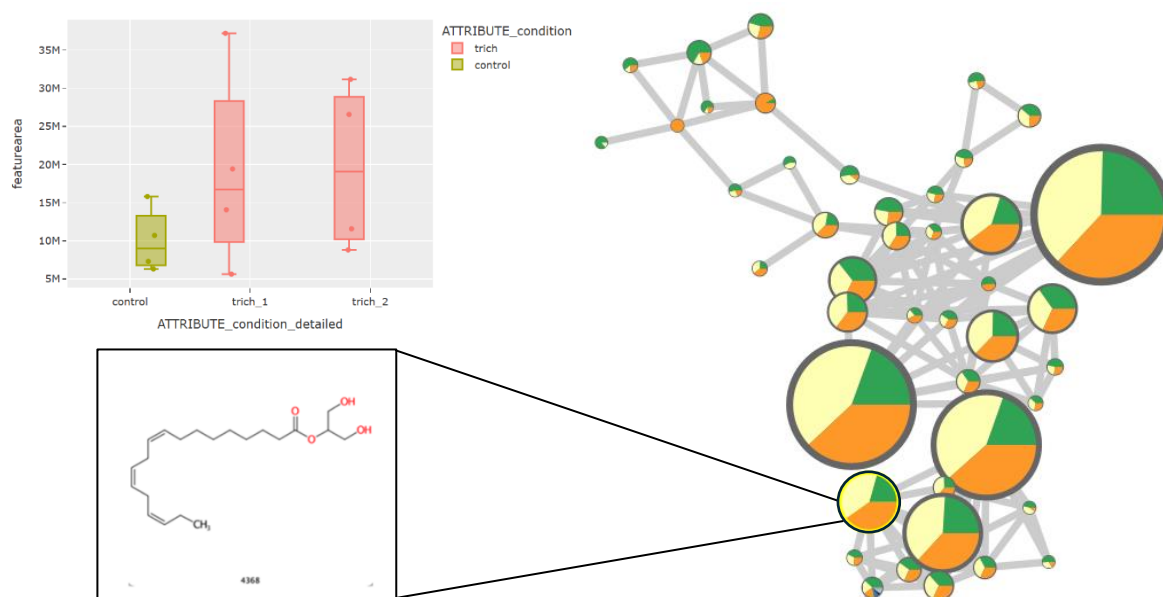 ATTRIBUTE_condition
trich
control
35M
30M
25M
20M
15M
10M
5M
featurearea
control
trich_1
trich_2
ATTRIBUTE_condition_detailed
OH
O
O
OH
CH₃
4368